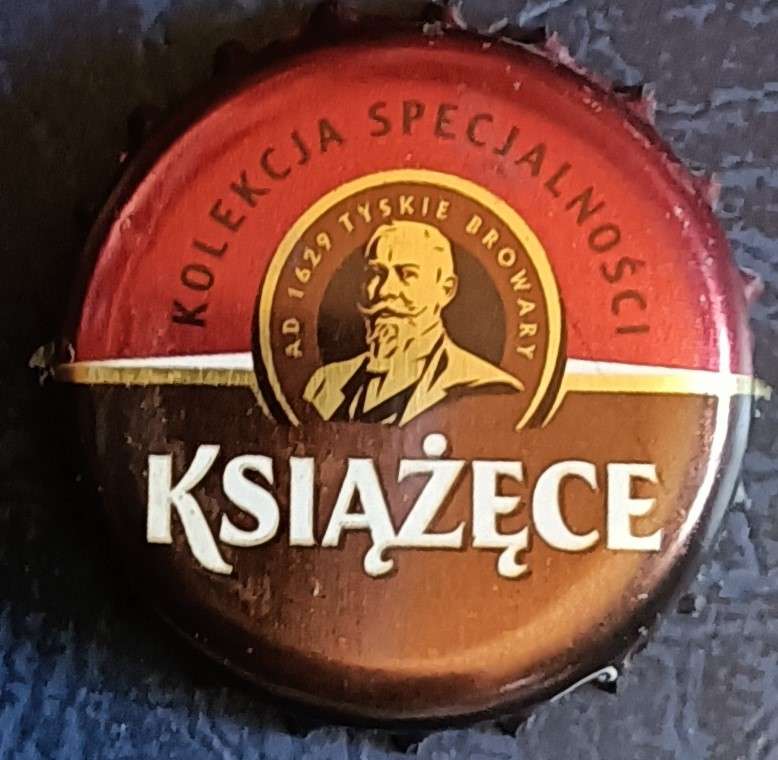 KOLEKCJA SPECJALNOŚCI
AD 1629 TYSKIE BROWARY
KSIĄŻĘCE